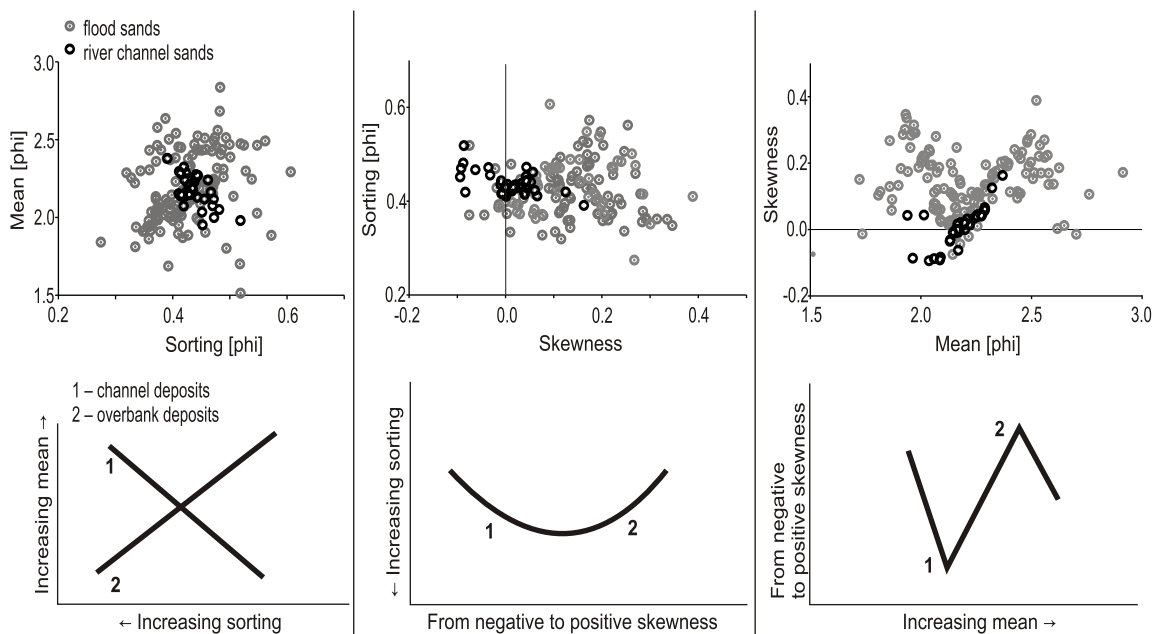 flood sands
river channel sands
Mean [phi]
3.0
2.5
2.0
1.5
0.2
0.4
0.6
Sorting [phi]
Sorting [phi]
0.6
0.4
0.2
-0.2
0.0
0.2
0.4
Skewness
Skewness
0.4
0.2
0.0
-0.2
1.5
2.0
2.5
3.0
Mean [phi]
1 – channel deposits
2 – overbank deposits
Increasing mean →
1
2
← Increasing sorting
← Increasing sorting
1
2
From negative to positive skewness
From negative
to positive skewness
1
2
Increasing mean →